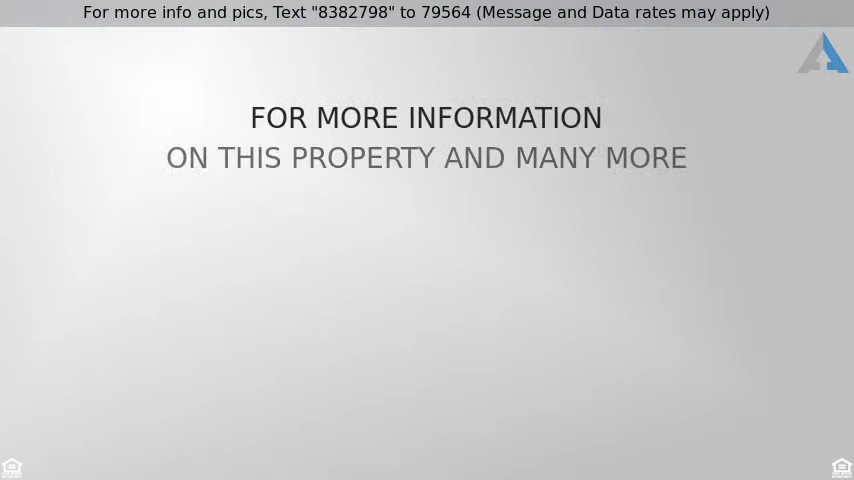 For more info and pics, Text "8382798" to 79564 (Message and Data rates may apply)
FOR MORE INFORMATION
ON THIS PROPERTY AND MANY MORE